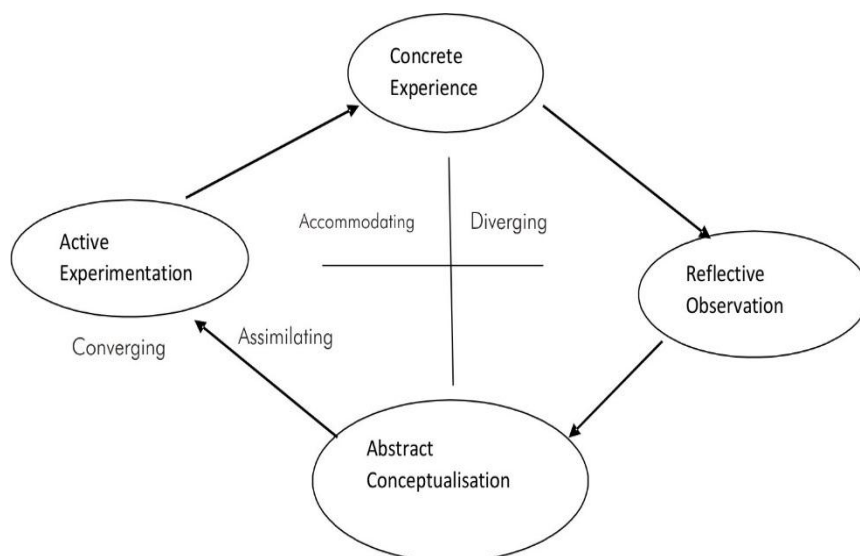 Concrete
Experience
Accommodating
Diverging
Active
Experimentation
Reflective
Observation
Converging
Assimilating
Abstract
Conceptualisation